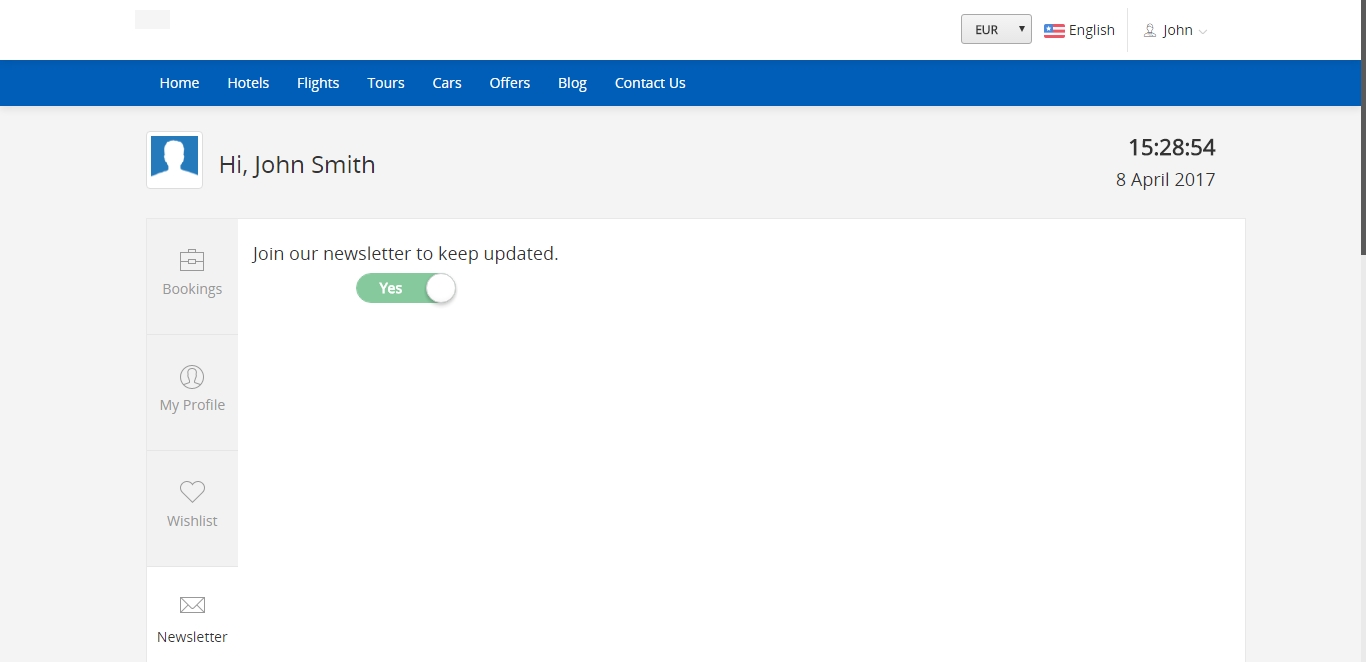 EUR English John
Home Hotels Flights Tours Cars Offers Blog Contact Us
Hi, John Smith
15:28:54
8 April 2017
Bookings
My Profile
Wishlist
Newsletter
Join our newsletter to keep updated.
Yes